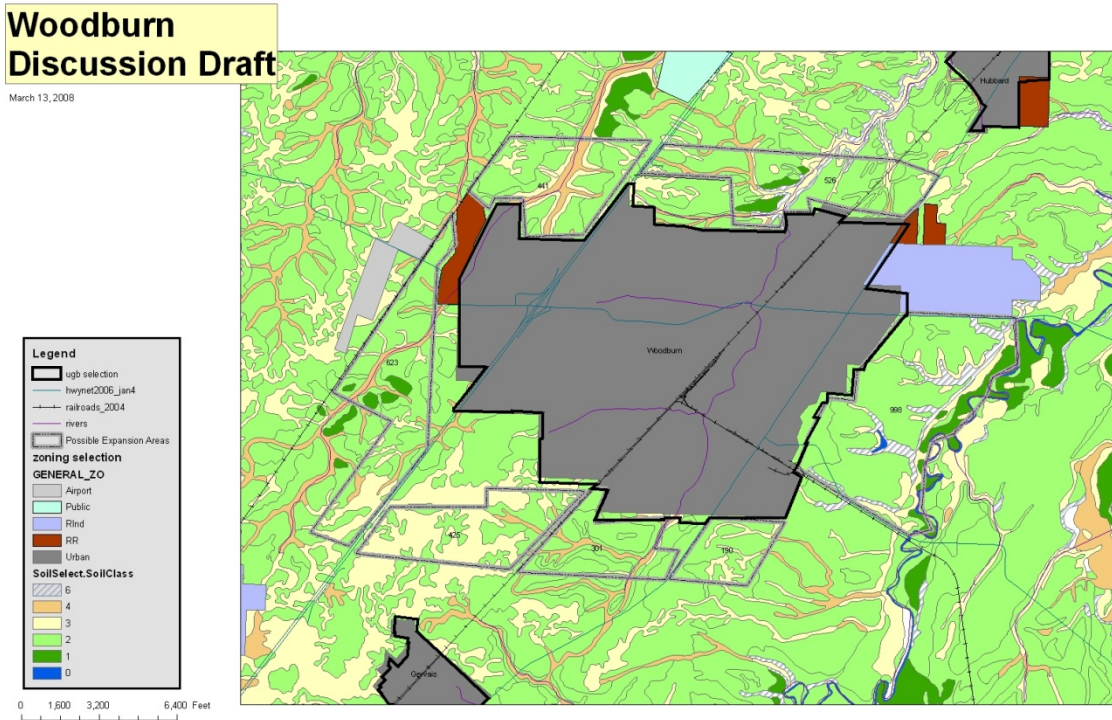 Woodburn
Discussion Draft
March 13, 2008
Hubbard
441
526
Woodburn
623
998
425
301
190
Gervais
Legend
ugb selection
hwynet2006_jan4
railroads_2004
rivers
Possible Expansion Areas
zoning selection
GENERAL_ZO
Airport
Public
RInd
RR
Urban
SoilSelect.SoilClass
6
4
3
2
1
0
0 1,600 3,200 6,400 Feet